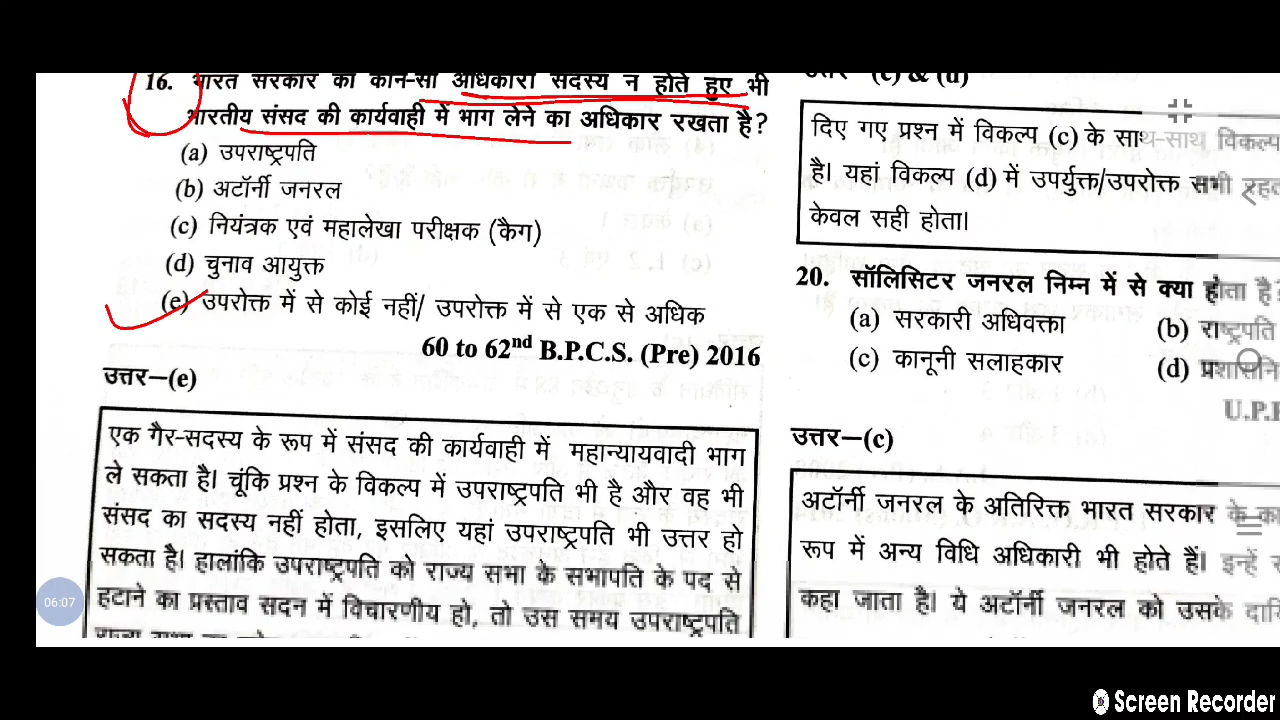 16. भारत सरकार का कौन-सा अधिकारी सदस्य न होते हुए भी
भारतीय संसद की कार्यवाही में भाग लेने का अधिकार रखता है?
(a) उपराष्ट्रपति
(b) अटॉर्नी जनरल
(c) नियंत्रक एवं महालेखा परीक्षक (कैग)
(d) चुनाव आयुक्त
(e) उपरोक्त में से कोई नहीं/ उपरोक्त में से एक से अधिक
60 to 62nd B.P.C.S. (Pre) 2016
उत्तर–(e)
एक गैर-सदस्य के रूप में संसद की कार्यवाही में महान्यायवादी भाग
ले सकता है। चूंकि प्रश्न के विकल्प में उपराष्ट्रपति भी है और वह भी
संसद का सदस्य नहीं होता, इसलिए यहां उपराष्ट्रपति भी उत्तर हो
सकता है। हालांकि उपराष्ट्रपति को राज्य सभा के सभापति के पद से
हटाने का प्रस्ताव सदन में विचारणीय हो, तो उस समय उपराष्ट्रपति
06:07
उत्तर–(c) & (d)
दिए गए प्रश्न में विकल्प (c) के साथ-साथ विकल्प
है। यहां विकल्प (d) में उपर्युक्त/उपरोक्त सभी
केवल सही होता।
20. सॉलिसिटर जनरल निम्न में से क्या होता है?
(a) सरकारी अधिवक्ता (b) राष्ट्रपति
(c) कानूनी सलाहकार (d)
उत्तर–(c)
अटॉर्नी जनरल के अतिरिक्त भारत सरकार के
रूप में अन्य विधि अधिकारी भी होते हैं। इन्हें
कहा जाता है। ये अटॉर्नी जनरल को उसके
Screen Recorder